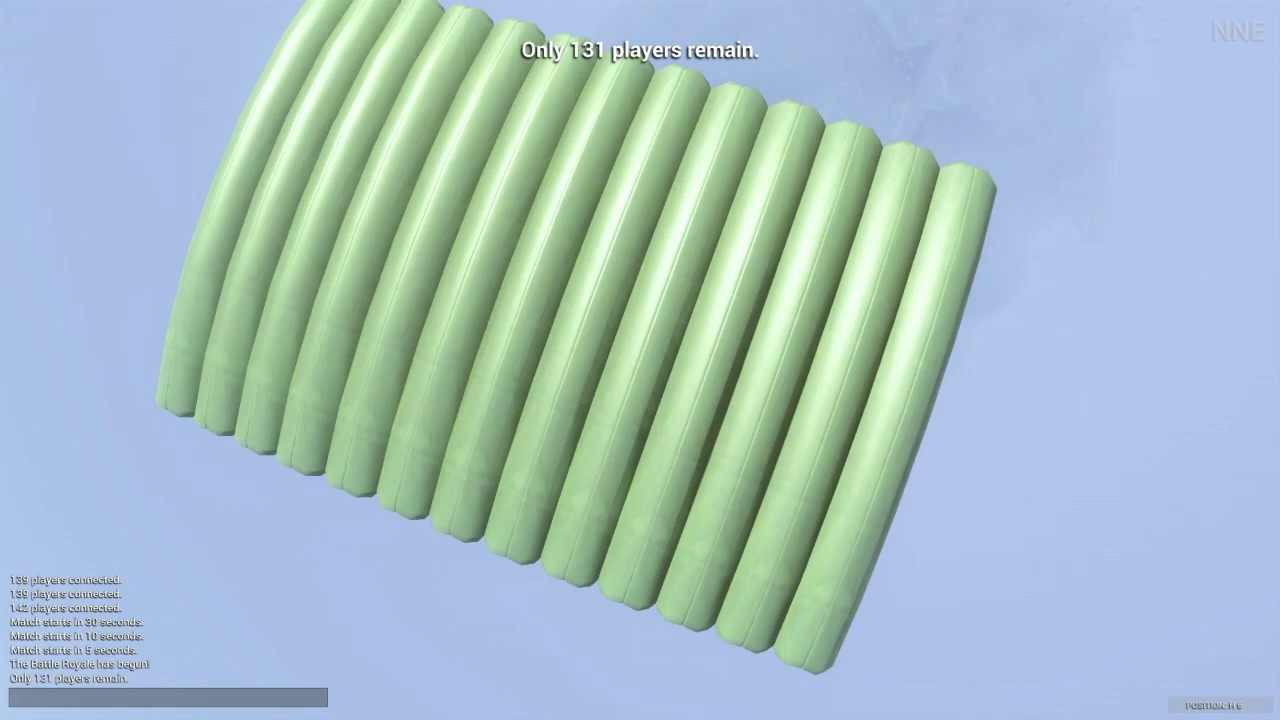 NNE
Only 131 players remain.
139 players connected.
139 players connected.
142 players connected.
Match starts in 30 seconds.
Match starts in 10 seconds.
Match starts in 5 seconds.
The Battle Royale has begun!
Only 131 players remain.
POSITION: H 6